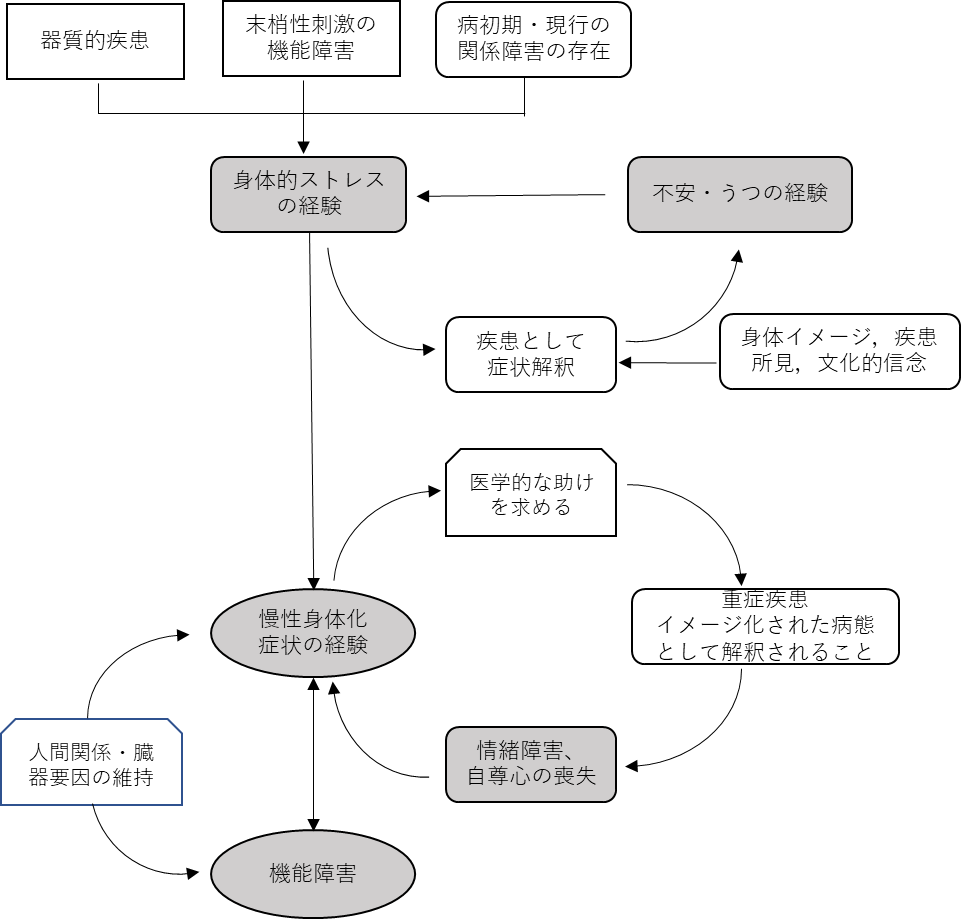 器質的疾患
末梢性刺激の
機能障害
病初期・現行の
関係障害の存在
身体的ストレス
の経験
不安・うつの経験
疾患として
症状解釈
身体イメージ，疾患
所見，文化的信念
医学的な助け
を求める
慢性身体化
症状の経験
重症疾患
イメージ化された病態
として解釈されること
人間関係・臓
器要因の維持
情緒障害、
自尊心の喪失
機能障害